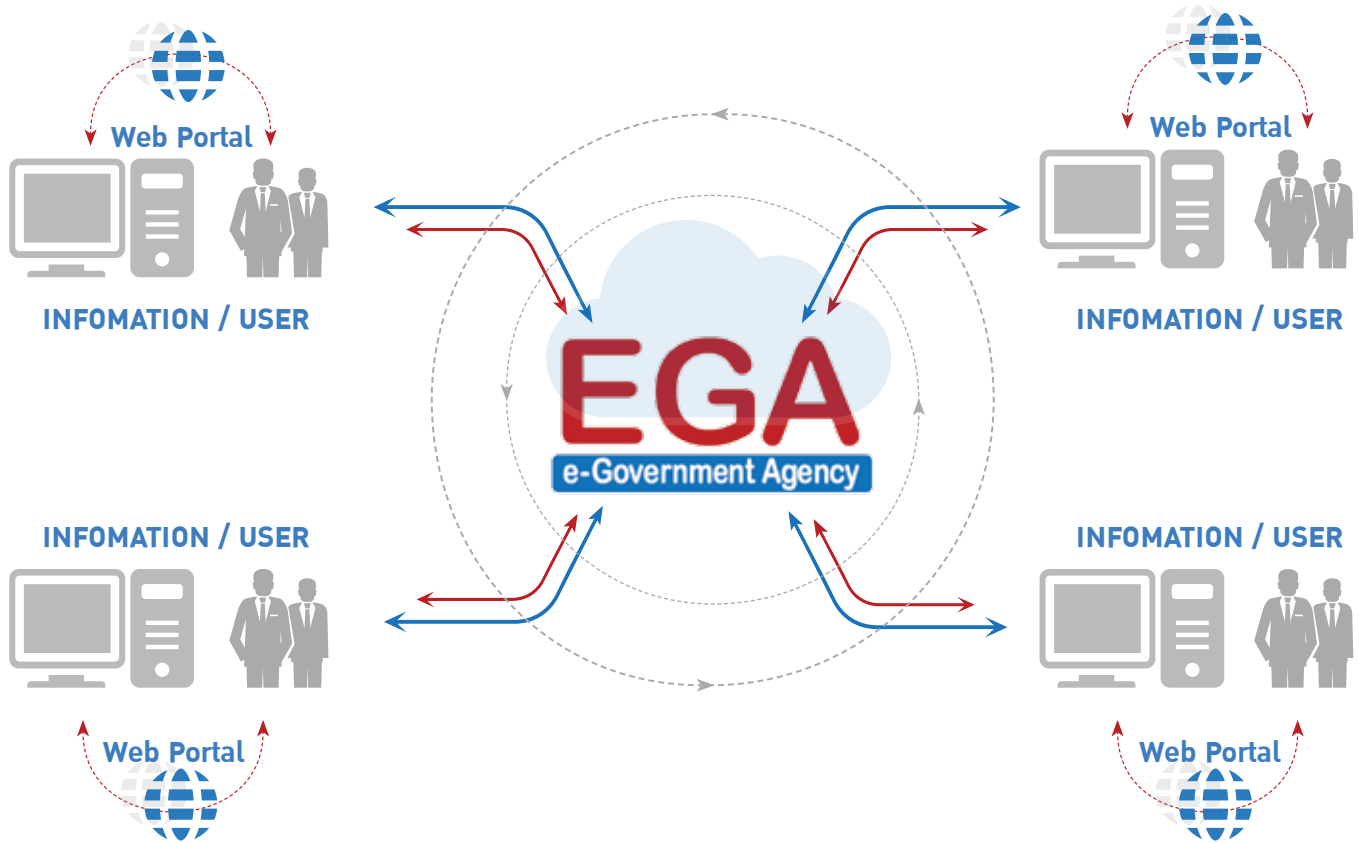 Web Portal
Web Portal
INFOMATION / USER
INFOMATION / USER
EGA
e-Government Agency
INFOMATION / USER
INFOMATION / USER
Web Portal
Web Portal